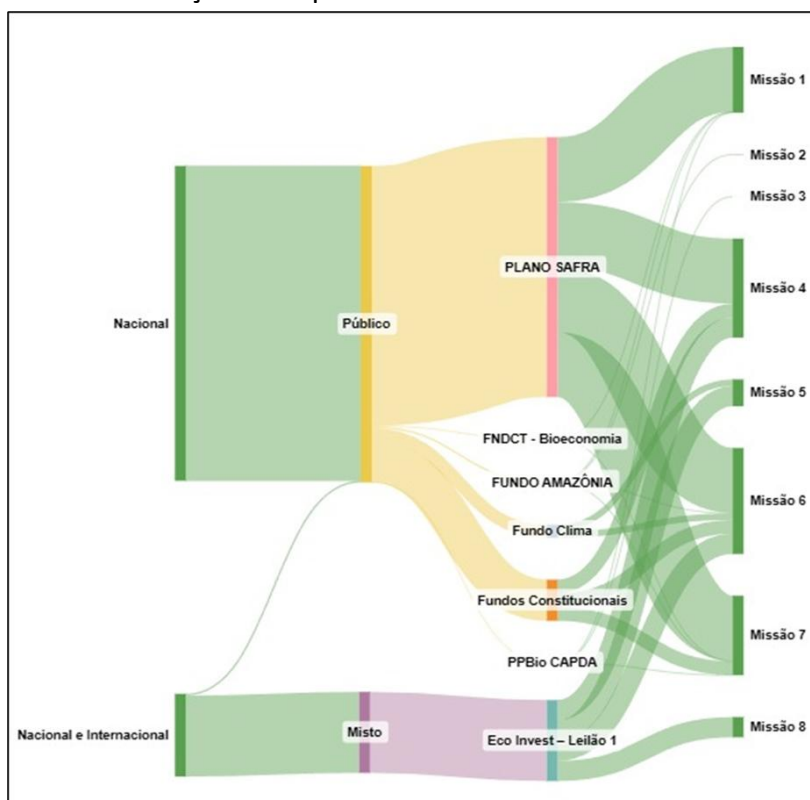 Nacional
Nacional e Internacional
Público
Misto
PLANO SAFRA
FNDCT - Bioeconomia
FUNDO AMAZÔNIA
Fundo Clima
Fundos Constitucionais
PPBio CAPDA
Eco Invest – Leilão 1
Missão 1
Missão 2
Missão 3
Missão 4
Missão 5
Missão 6
Missão 7
Missão 8